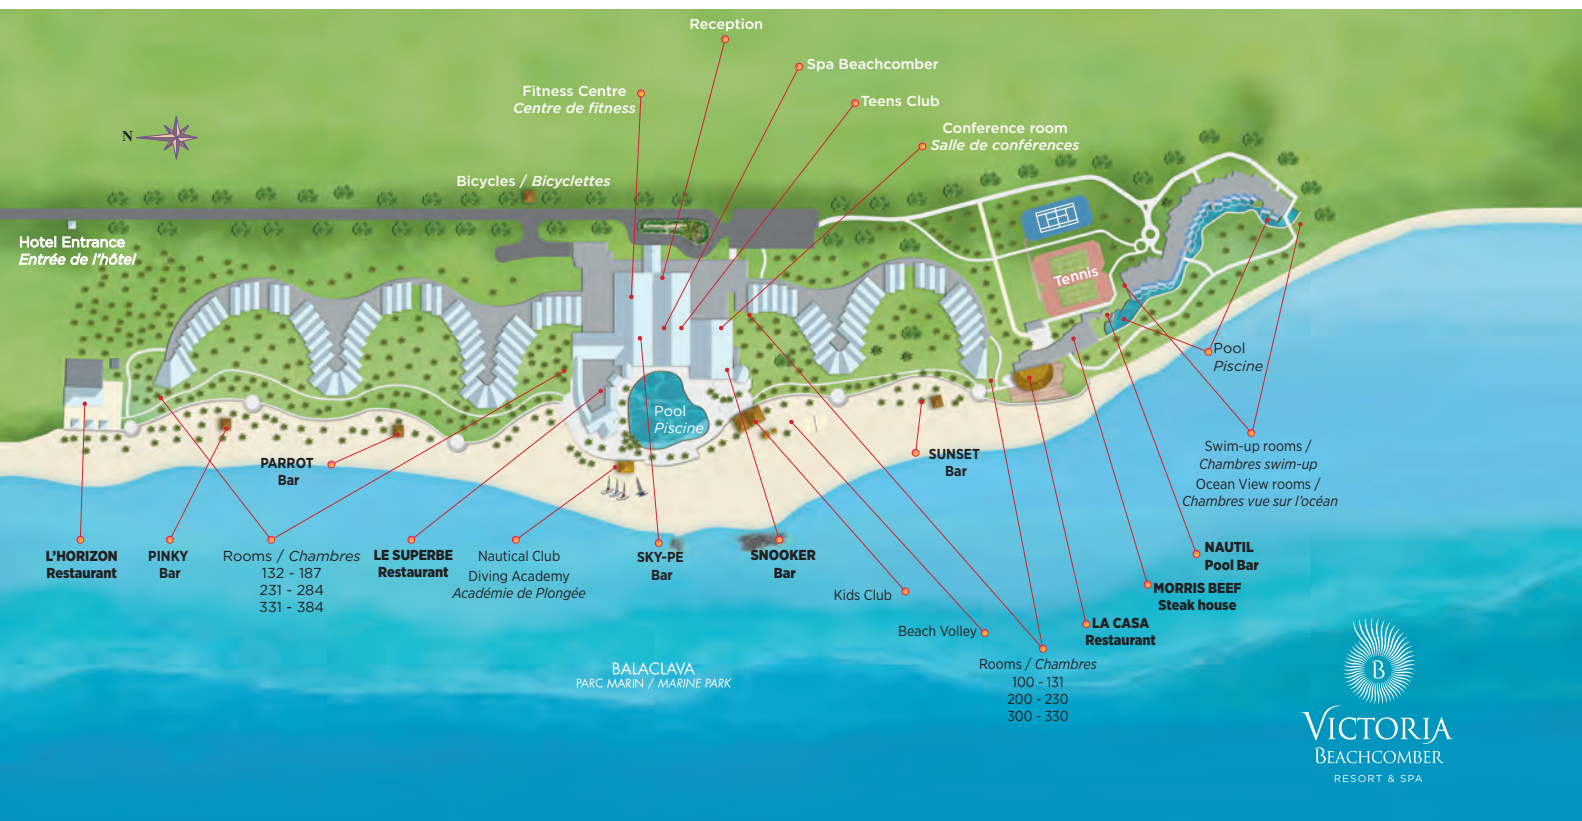 Reception
Spa Beachcomber
Fitness Centre
Centre de fitness
Teens Club
Conference room
Salle de conférences
N
Bicycles / Bicyclettes
Hotel Entrance
Entrée de l'hôtel
Tennis
Pool
Piscine
Pool
Piscine
PARROT
Bar
SUNSET
Bar
Swim-up rooms /
Chambres swim-up
Ocean View rooms /
Chambres vue sur l'océan
L'HORIZON
Restaurant
PINKY
Bar
Rooms / Chambres
132 - 187
231 - 284
331 - 384
LE SUPERBE
Restaurant
Nautical Club
Diving Academy
Académie de Plongée
SKY-PE
Bar
SNOOKER
Bar
NAUTIL
Pool Bar
Kids Club
MORRIS BEEF
Steak house
Beach Volley
LA CASA
Restaurant
Rooms / Chambres
100 - 131
200 - 230
300 - 330
BALACLAVA
PARC MARIN / MARINE PARK
B
VICTORIA
BEACHCOMBER
RESORT & SPA